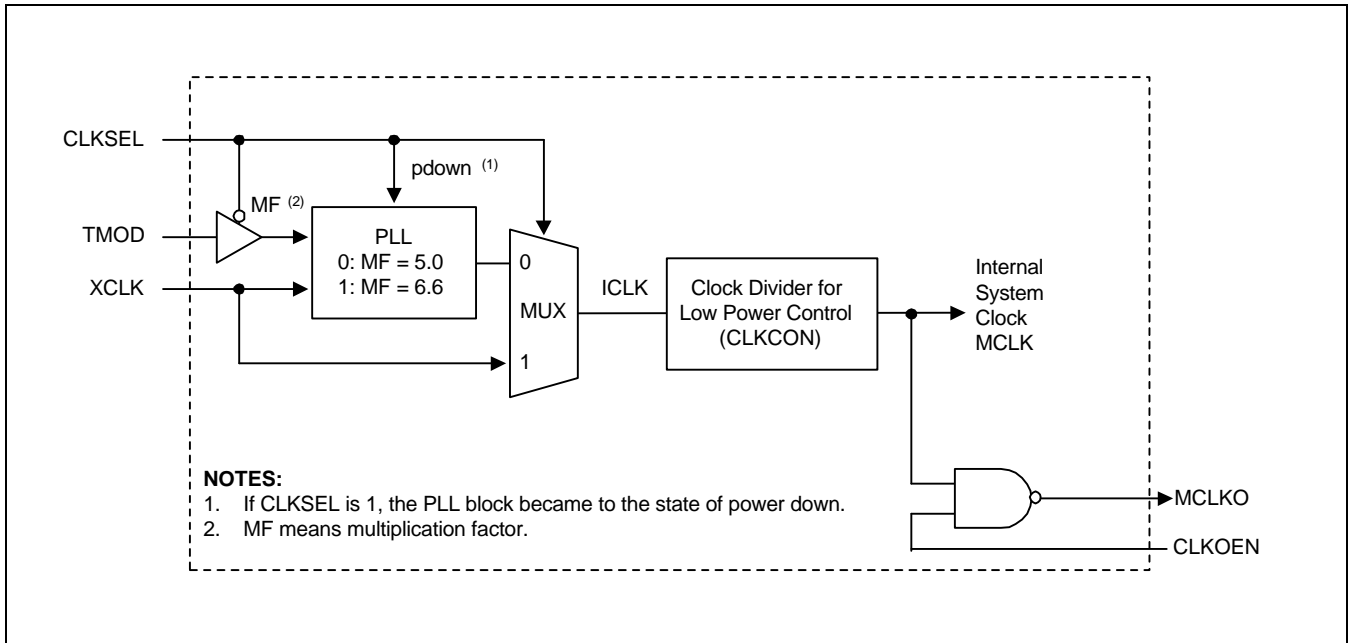 CLKSEL
pdown (1)
MF (2)
TMOD
PLL
0: MF = 5.0
1: MF = 6.6
XCLK
0
MUX
1
ICLK
Clock Divider for
Low Power Control
(CLKCON)
Internal
System
Clock
MCLK
NOTES:
1. If CLKSEL is 1, the PLL block became to the state of power down.
2. MF means multiplication factor.
MCLKO
CLKOEN